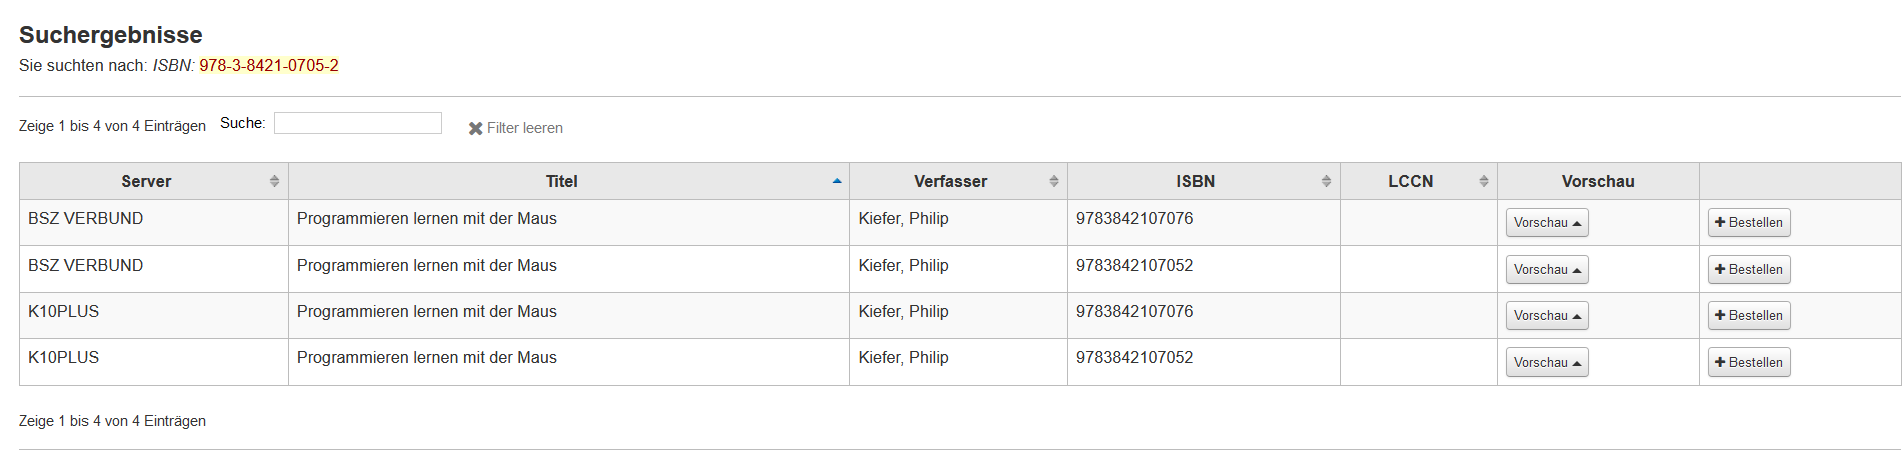 Suchergebnisse
Sie suchten nach: ISBN: 978-3-8421-0705-2
Zeige 1 bis 4 von 4 Einträgen Suche: Filter leeren
Server Titel Verfasser ISBN LCCN Vorschau
BSZ VERBUND Programmieren lernen mit der Maus Kiefer, Philip 9783842107076 Vorschau Bestellen
BSZ VERBUND Programmieren lernen mit der Maus Kiefer, Philip 9783842107052 Vorschau Bestellen
K10PLUS Programmieren lernen mit der Maus Kiefer, Philip 9783842107076 Vorschau Bestellen
K10PLUS Programmieren lernen mit der Maus Kiefer, Philip 9783842107052 Vorschau Bestellen
Zeige 1 bis 4 von 4 Einträgen